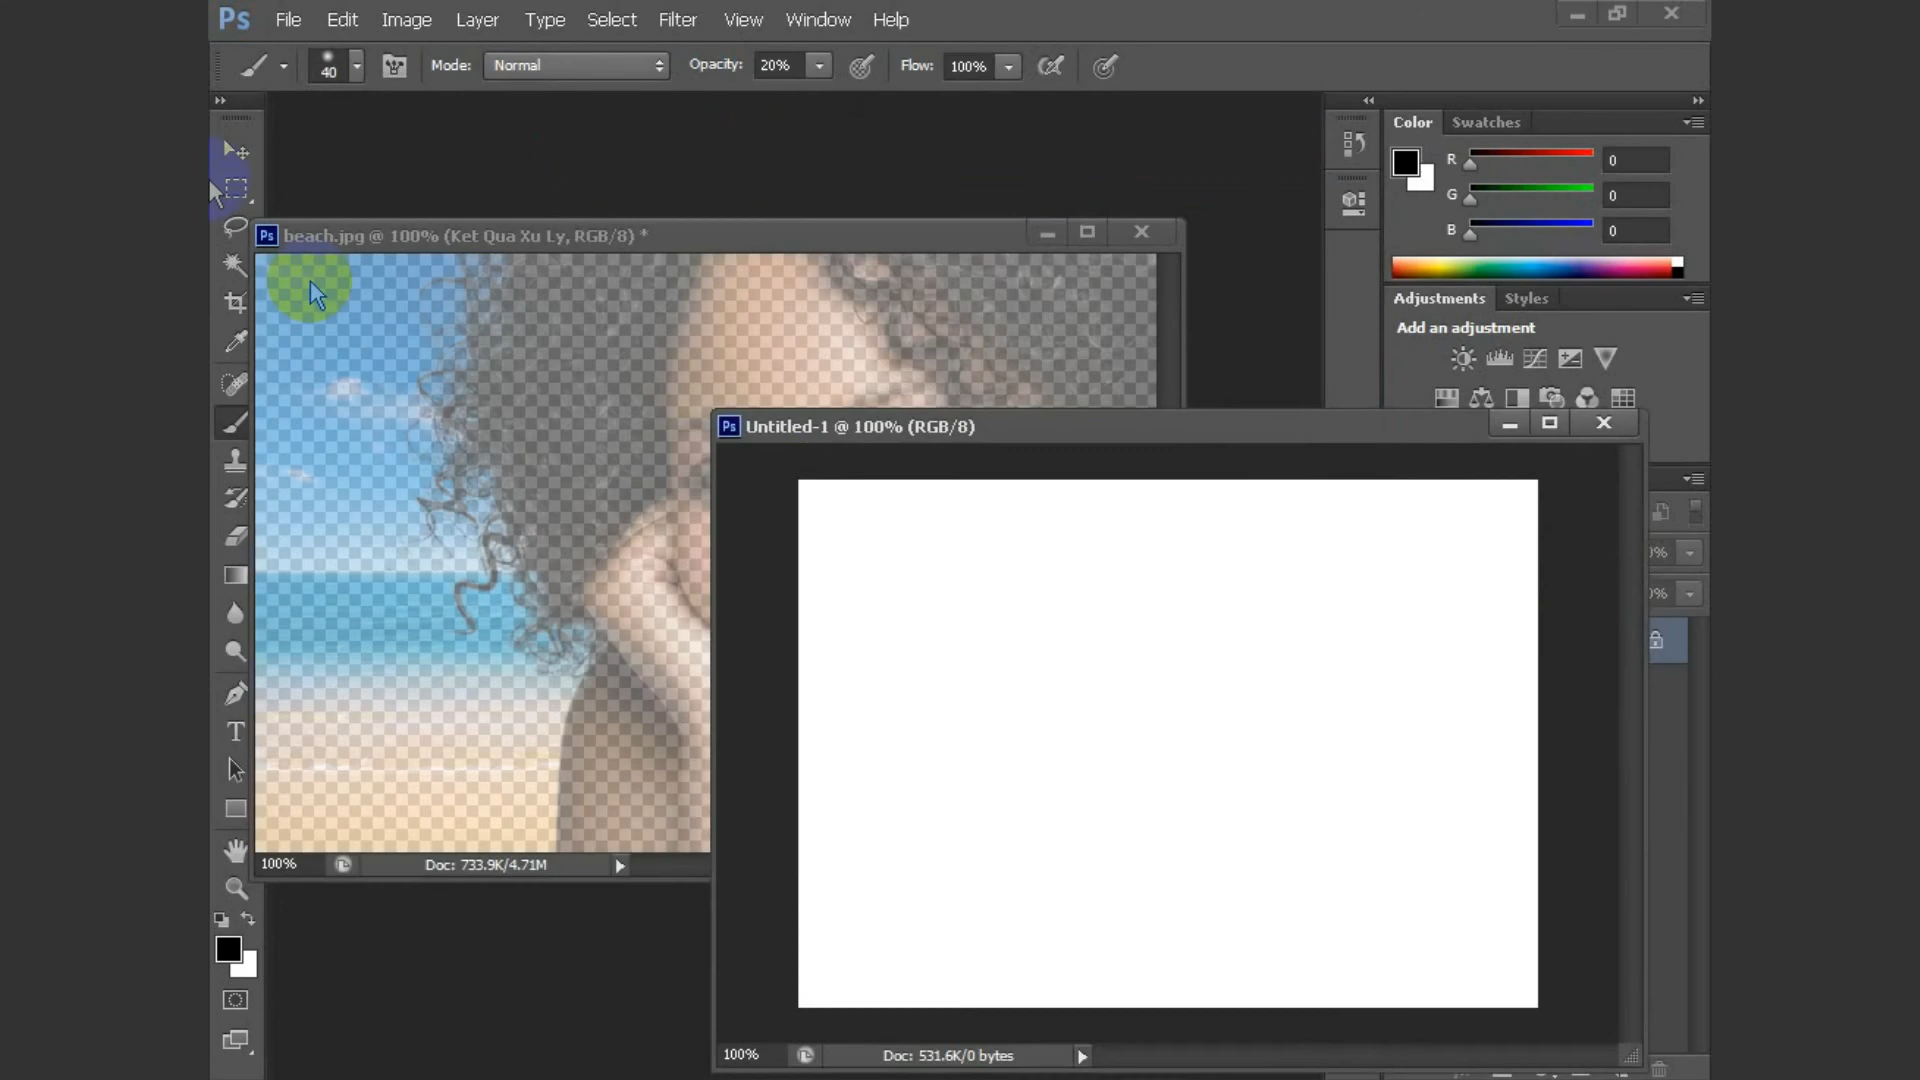 Ps File Edit Image Layer Type Select Filter View Window Help
40 Mode: Normal Opacity: 20% Flow: 100%
Color Swatches
R 0
G 0
B 0
Adjustments Styles
Add an adjustment
Ps beach.jpg @ 100% (Ket Qua Xu Ly, RGB/8) *
Ps Untitled-1 @ 100% (RGB/8)
T
100% Doc: 733.9K/4.71M
100% Doc: 531.6K/0 bytes